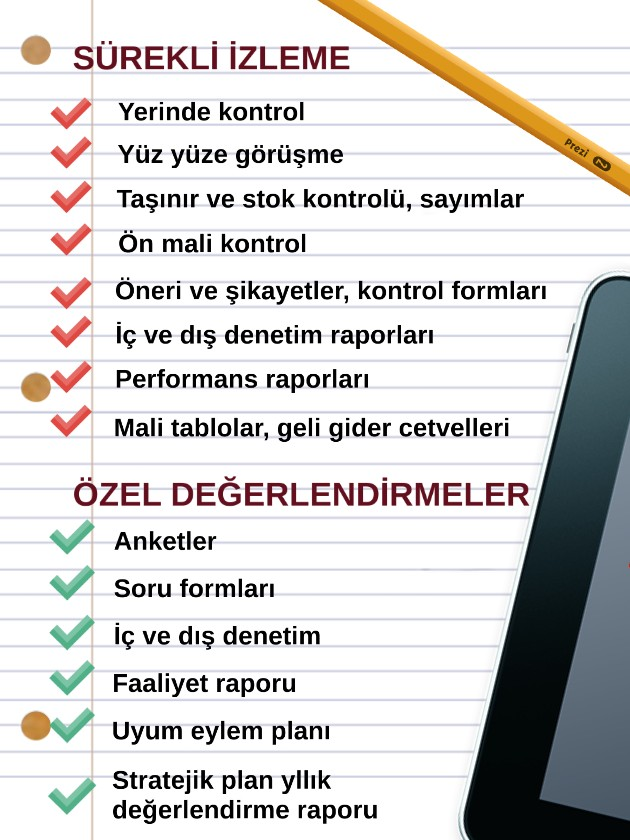 SÜREKLİ İZLEME
Yerinde kontrol
Yüz yüze görüşme
Taşınır ve stok kontrolü, sayımlar
Ön mali kontrol
Öneri ve şikayetler, kontrol formları
İç ve dış denetim raporları
Performans raporları
Mali tablolar, geli gider cetvelleri
ÖZEL DEĞERLENDİRMELER
Anketler
Soru formları
İç ve dış denetim
Faaliyet raporu
Uyum eylem planı
Stratejik plan yllık
değerlendirme raporu
Prezi